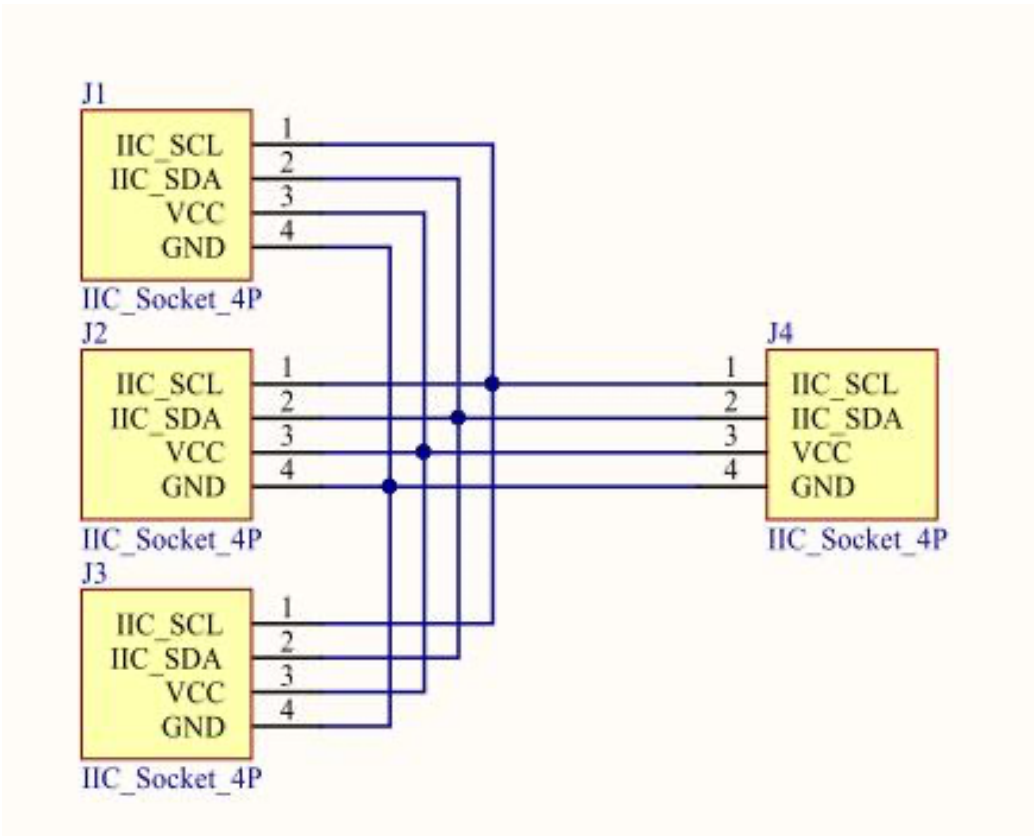 J1
IIC_SCL 1
IIC_SDA 2
VCC 3
GND 4
IIC_Socket_4P
J2
IIC_SCL 1
IIC_SDA 2
VCC 3
GND 4
IIC_Socket_4P
J3
IIC_SCL 1
IIC_SDA 2
VCC 3
GND 4
IIC_Socket_4P
J4
1 IIC_SCL
2 IIC_SDA
3 VCC
4 GND
IIC_Socket_4P